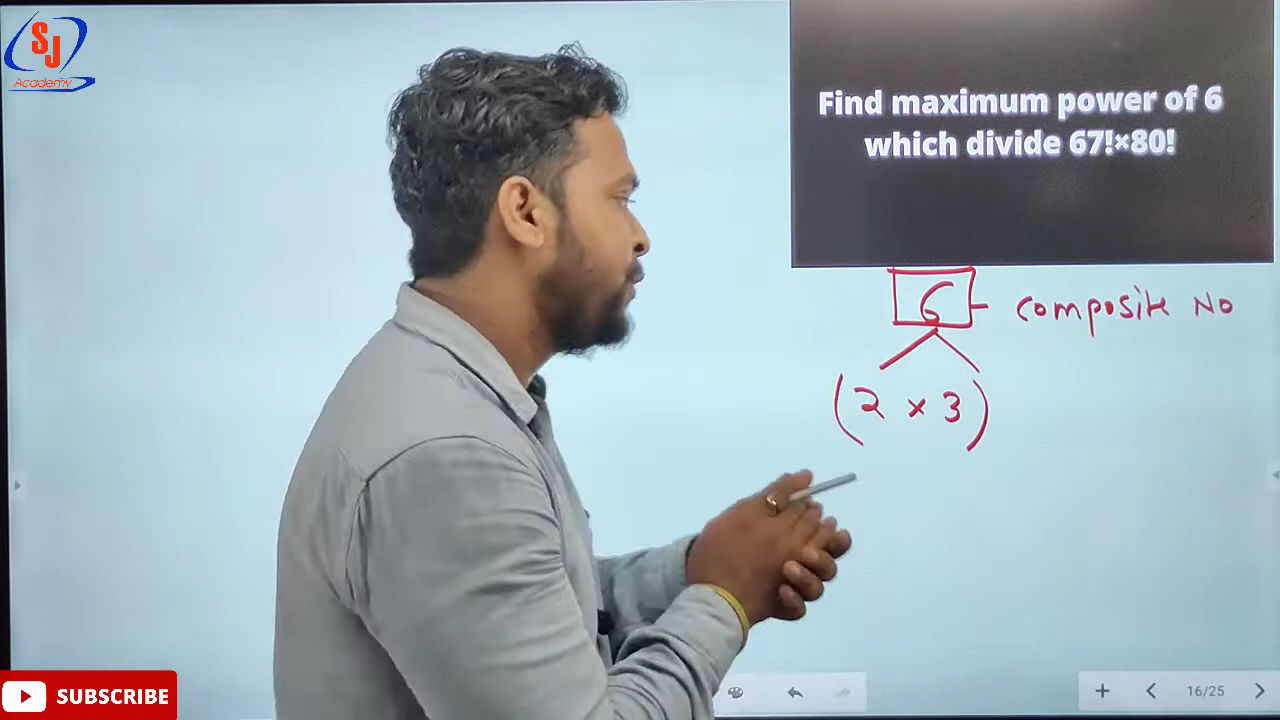 SJ
Academy
Find maximum power of 6
which divide 67!×80!
6 - composite No
(2 × 3)
SUBSCRIBE
16/25